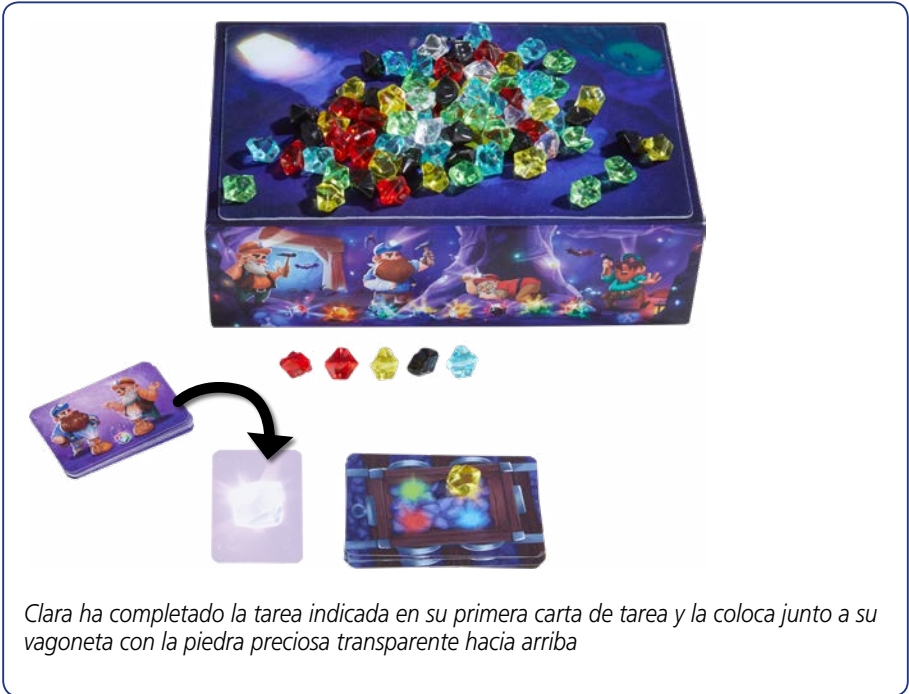 Clara ha completado la tarea indicada en su primera carta de tarea y la coloca junto a su
vagoneta con la piedra preciosa transparente hacia arriba